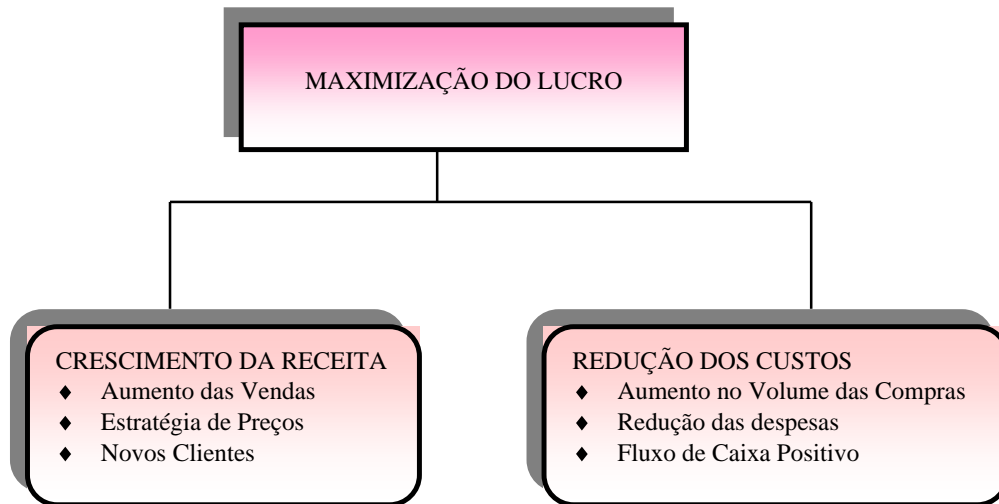 MAXIMIZAÇÃO DO LUCRO
CRESCIMENTO DA RECEITA
♦ Aumento das Vendas
♦ Estratégia de Preços
♦ Novos Clientes
REDUÇÃO DOS CUSTOS
♦ Aumento no Volume das Compras
♦ Redução das despesas
♦ Fluxo de Caixa Positivo